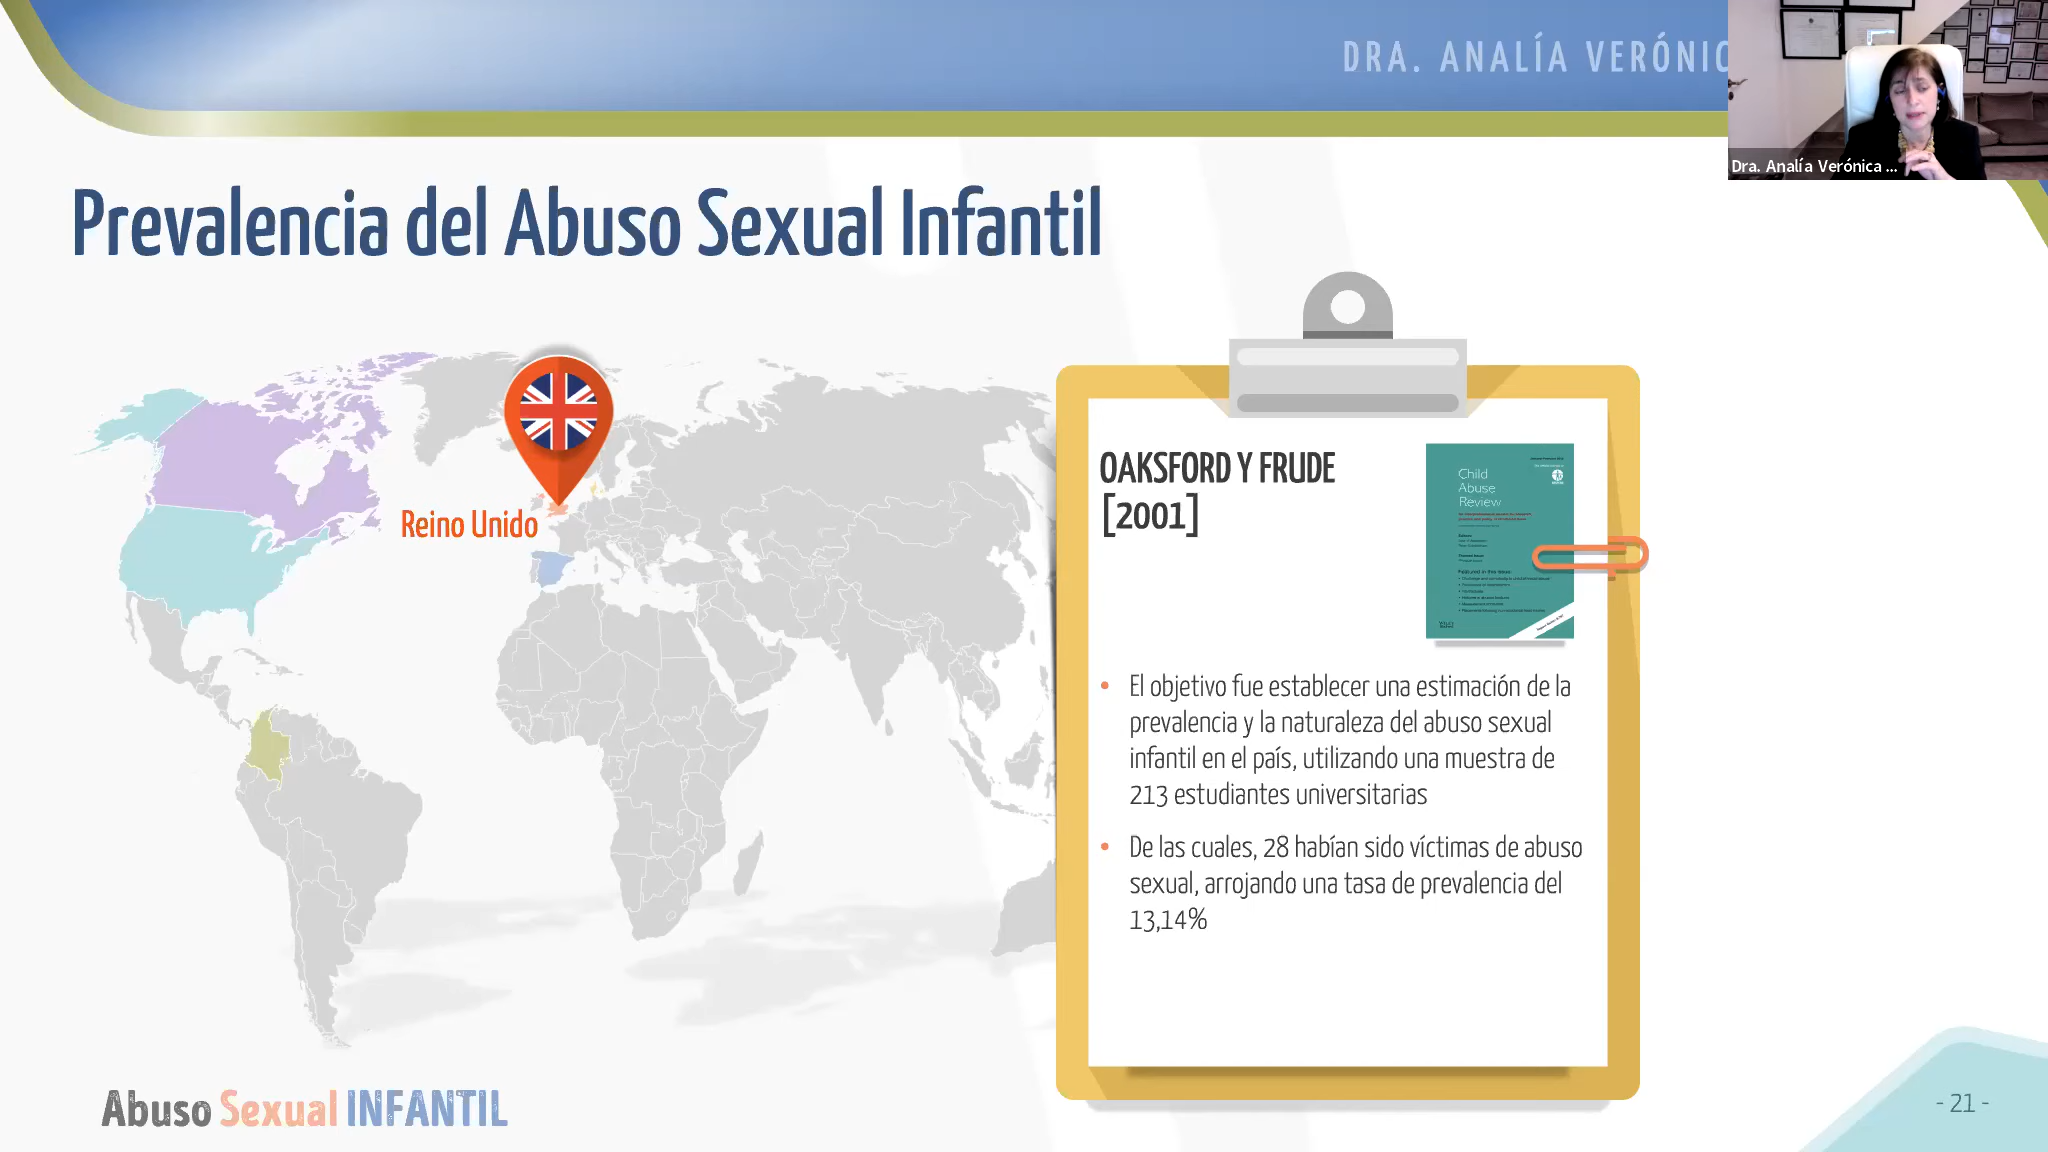 DRA. ANALÍA VERÓNIC
Dra. Analía Verónica ...
Prevalencia del Abuso Sexual Infantil
Reino Unido
OAKSFORD Y FRUDE
[2001]
Child
Abuse
Review
• El objetivo fue establecer una estimación de la
prevalencia y la naturaleza del abuso sexual
infantil en el país, utilizando una muestra de
213 estudiantes universitarias
• De las cuales, 28 habían sido víctimas de abuso
sexual, arrojando una tasa de prevalencia del
13,14%
Abuso Sexual INFANTIL
- 21 -